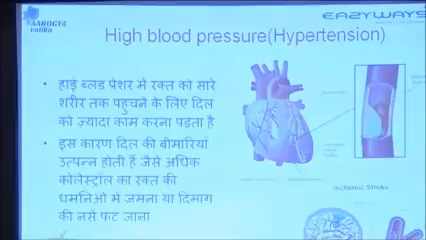 AAROGYA
vatika
EAZYWAYS
High blood pressure(Hypertension)
• हाई ब्लड प्रेशर मे रक्त को सारे
शरीर तक पहुचने के लिए दिल
को ज्यादा काम करना पड़ता है
• इस कारण दिल की बीमारियाँ
उत्पन्न होती हैं जैसे अधिक
कोलेस्ट्रॉल का रक्त की
धमनिओ मे जमना या दिमाग
की नसे फट जाना
Ischemic Stroke